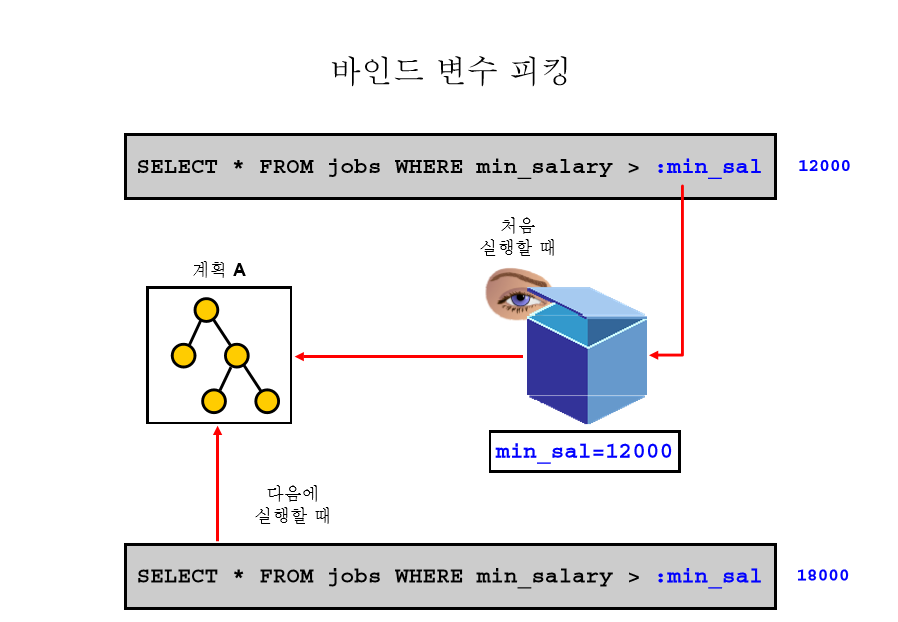 바인드 변수 피킹
SELECT * FROM jobs WHERE min_salary > :min_sal
12000
처음
실행할 때
계획 A
min_sal=12000
다음에
실행할 때
SELECT * FROM jobs WHERE min_salary > :min_sal
18000